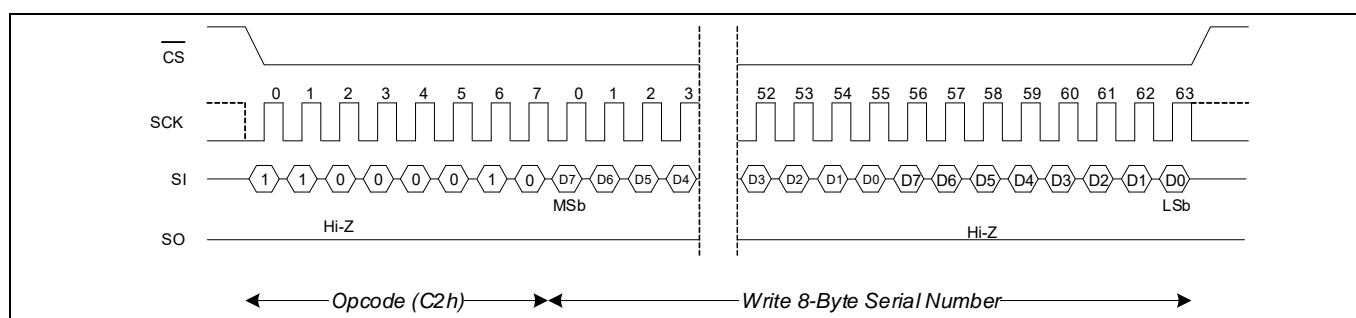 CS
0 1 2 3 4 5 6 7 0 1 2 3 52 53 54 55 56 57 58 59 60 61 62 63
SCK
SI 1 1 0 0 0 0 1 0 D7 D6 D5 D4 D3 D2 D1 D0 D7 D6 D5 D4 D3 D2 D1 D0
MSb LSb
Hi-Z Hi-Z
SO
Opcode (C2h) Write 8-Byte Serial Number